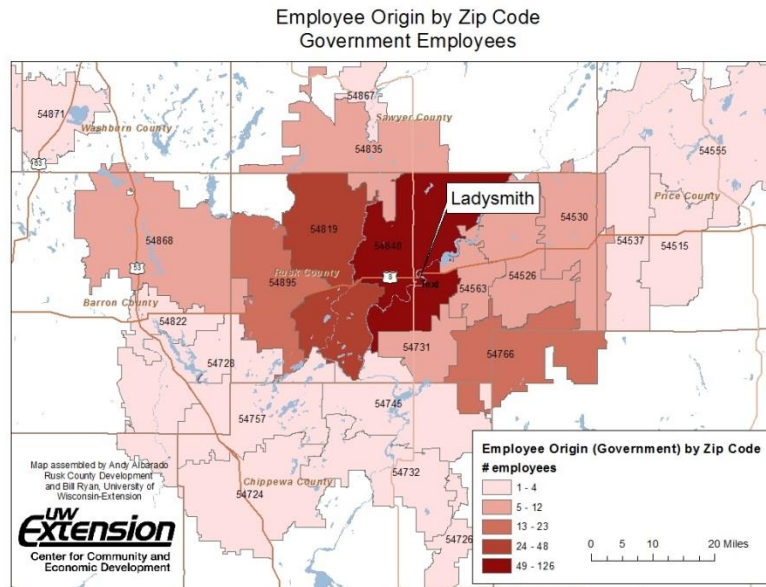 Employee Origin by Zip Code
Government Employees
54871
Washburn County
53
54867
Sawyer County
54835
54555
Ladysmith
54819
54530
Price County
54868
54848
54537
54515
53
Rusk County
8
54895
Text
54563
54526
Barron County
54822
54731
54766
54728
54745
54757
54732
Chippewa County
54724
54726
Map assembled by Andy Albarado
Rusk County Development
and Bill Ryan, University of
Wisconsin-Extension
UW
Extension
Center for Community and
Economic Development
Employee Origin (Government) by Zip Code
# employees
1 - 4
5 - 12
13 - 23
24 - 48
49 - 126
0 5 10 20 Miles